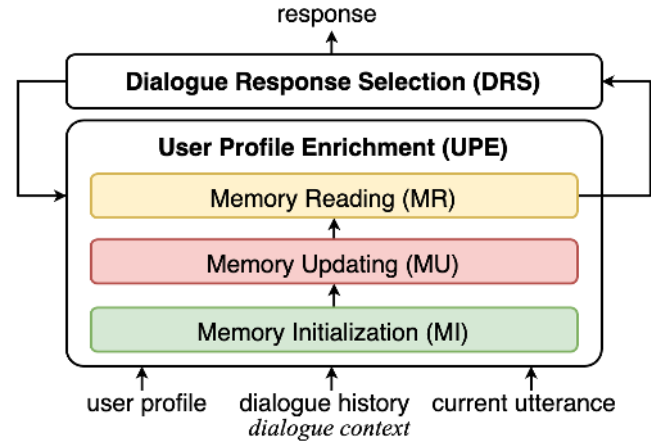 response
Dialogue Response Selection (DRS)
User Profile Enrichment (UPE)
Memory Reading (MR)
Memory Updating (MU)
Memory Initialization (MI)
user profile dialogue history current utterance
dialogue context